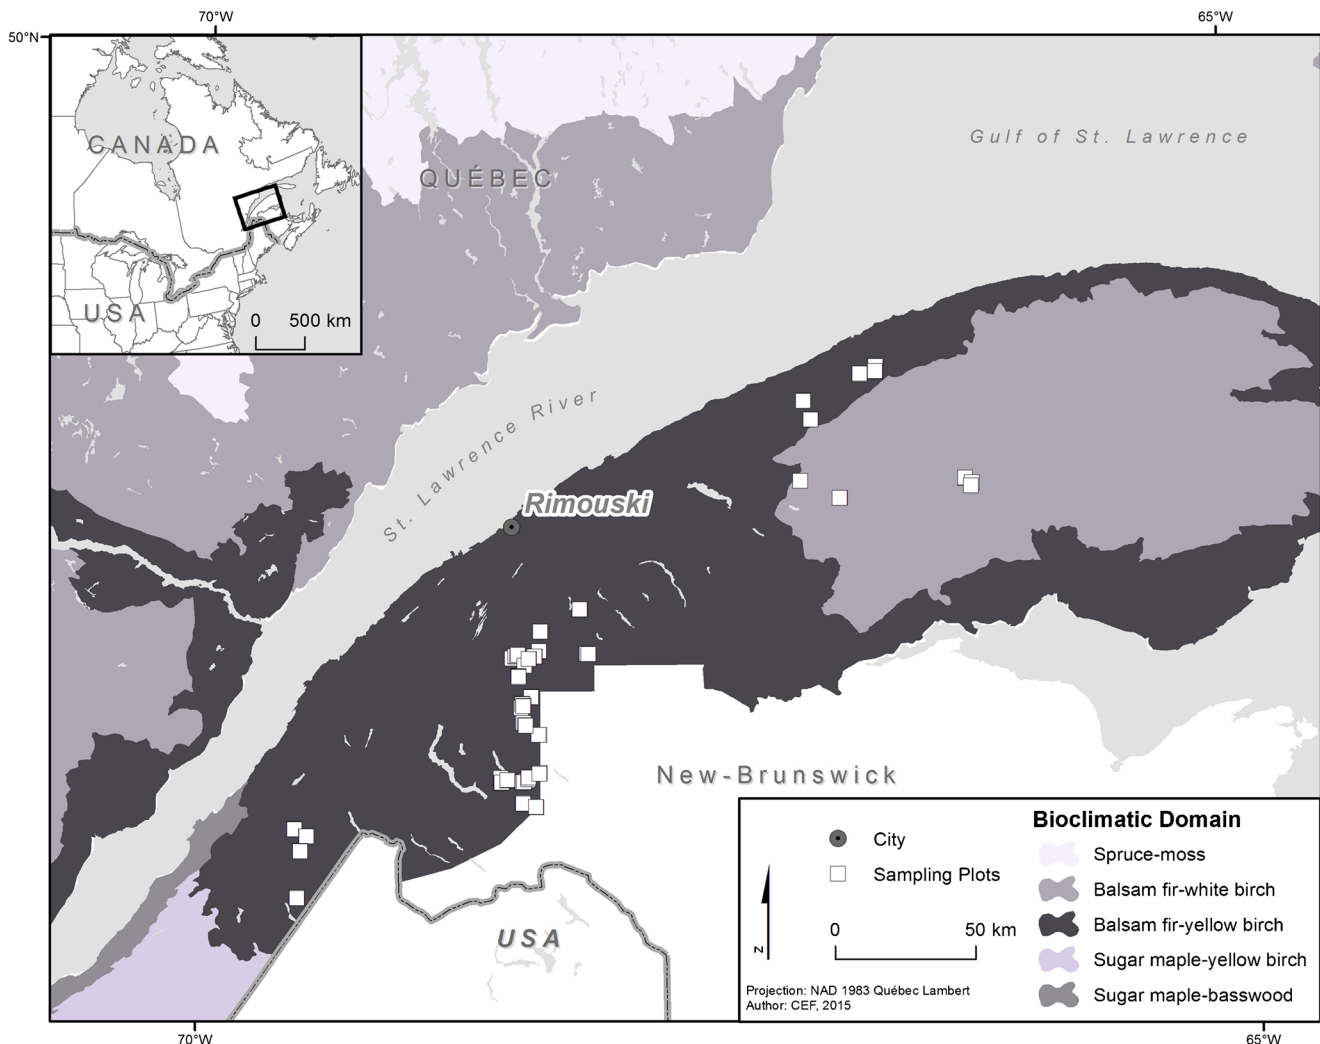 70°W
65°W
50°N
CANADA
USA
0 500 km
QUÉBEC
Gulf of St. Lawrence
St. Lawrence River
Rimouski
New-Brunswick
USA
City
Sampling Plots
0 50 km
N
Projection: NAD 1983 Québec Lambert
Author: CEF, 2015
Bioclimatic Domain
Spruce-moss
Balsam fir-white birch
Balsam fir-yellow birch
Sugar maple-yellow birch
Sugar maple-basswood
70°W
65°W